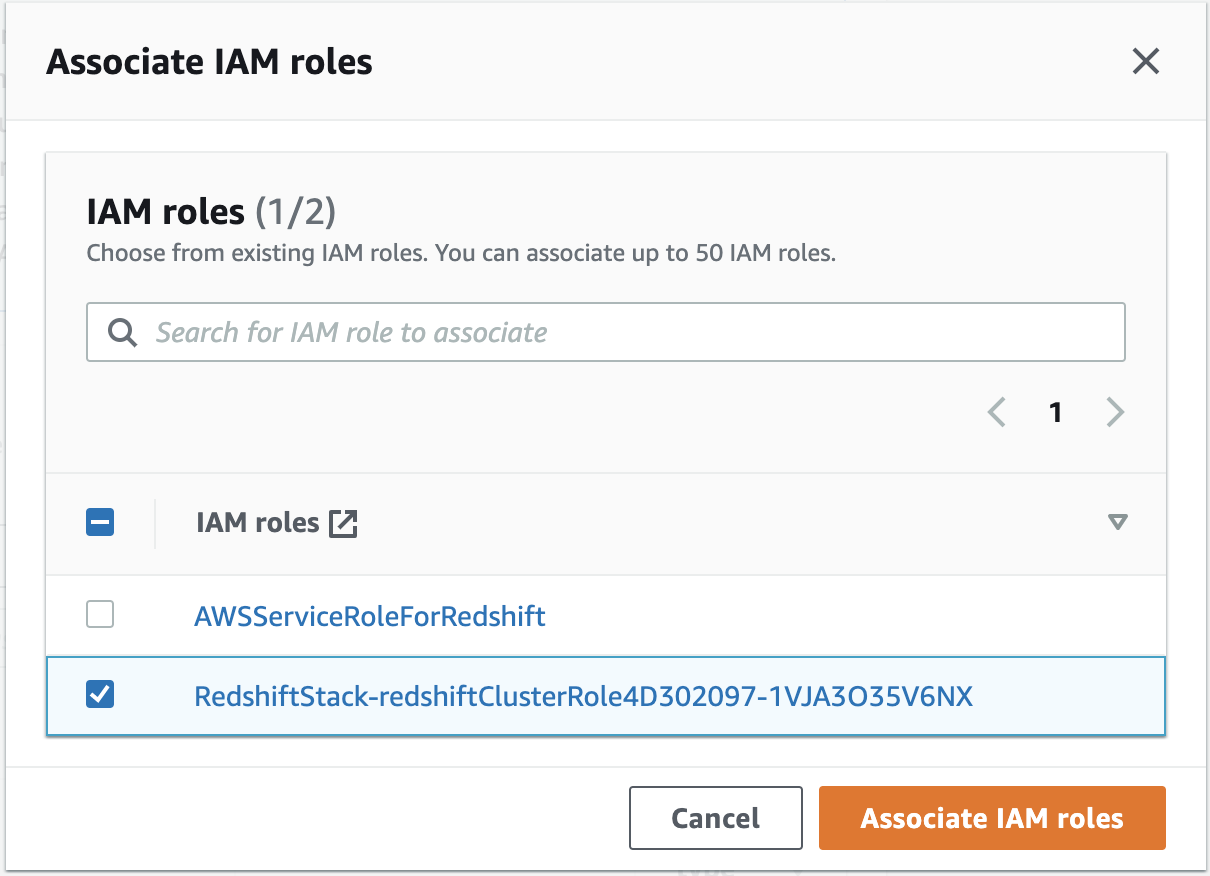 Associate IAM roles
IAM roles (1/2)
Choose from existing IAM roles. You can associate up to 50 IAM roles.
Search for IAM role to associate
1
IAM roles
AWSServiceRoleForRedshift
RedshiftStack-redshiftClusterRole4D302097-1VJA3O35V6NX
Cancel
Associate IAM roles